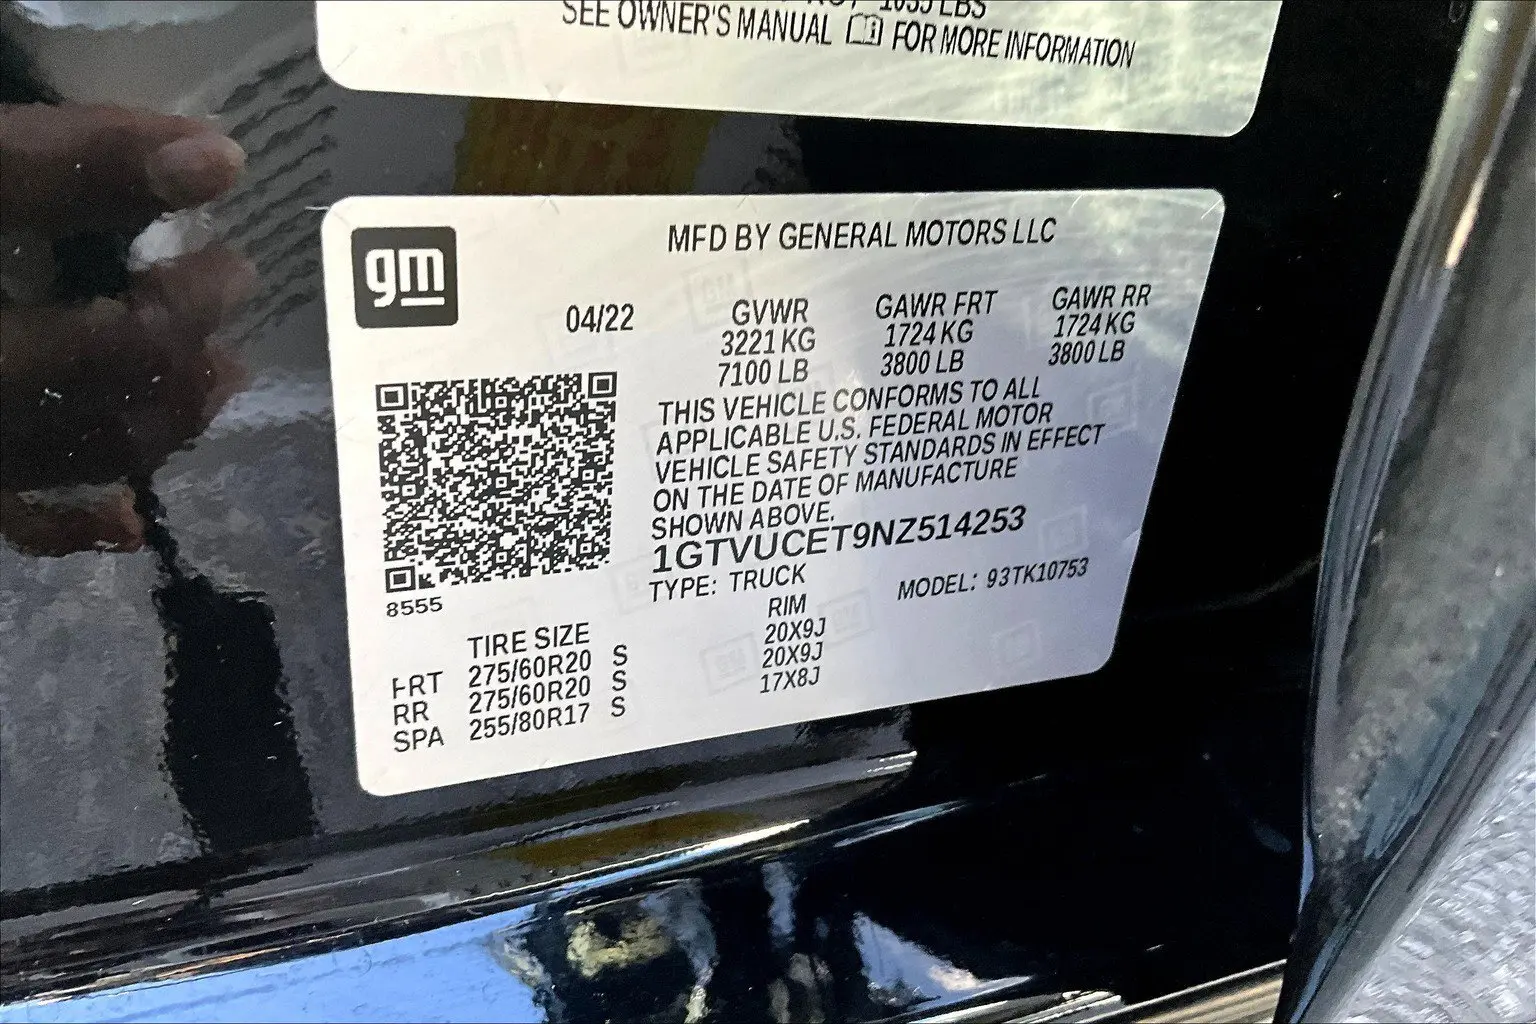 SEE OWNER'S MANUAL FOR MORE INFORMATION
gm
MFD BY GENERAL MOTORS LLC
04/22
GVWR GAWR FRT GAWR RR
3221 KG 1724 KG 1724 KG
7100 LB 3800 LB 3800 LB
THIS VEHICLE CONFORMS TO ALL
APPLICABLE U.S. FEDERAL MOTOR
VEHICLE SAFETY STANDARDS IN EFFECT
ON THE DATE OF MANUFACTURE
SHOWN ABOVE.
1GTVUCET9NZ514253
TYPE: TRUCK MODEL: 93TK10753
8555
TIRE SIZE RIM
FRT 275/60R20 S 20X9J
RR 275/60R20 S 20X9J
SPA 255/80R17 S 17X8J